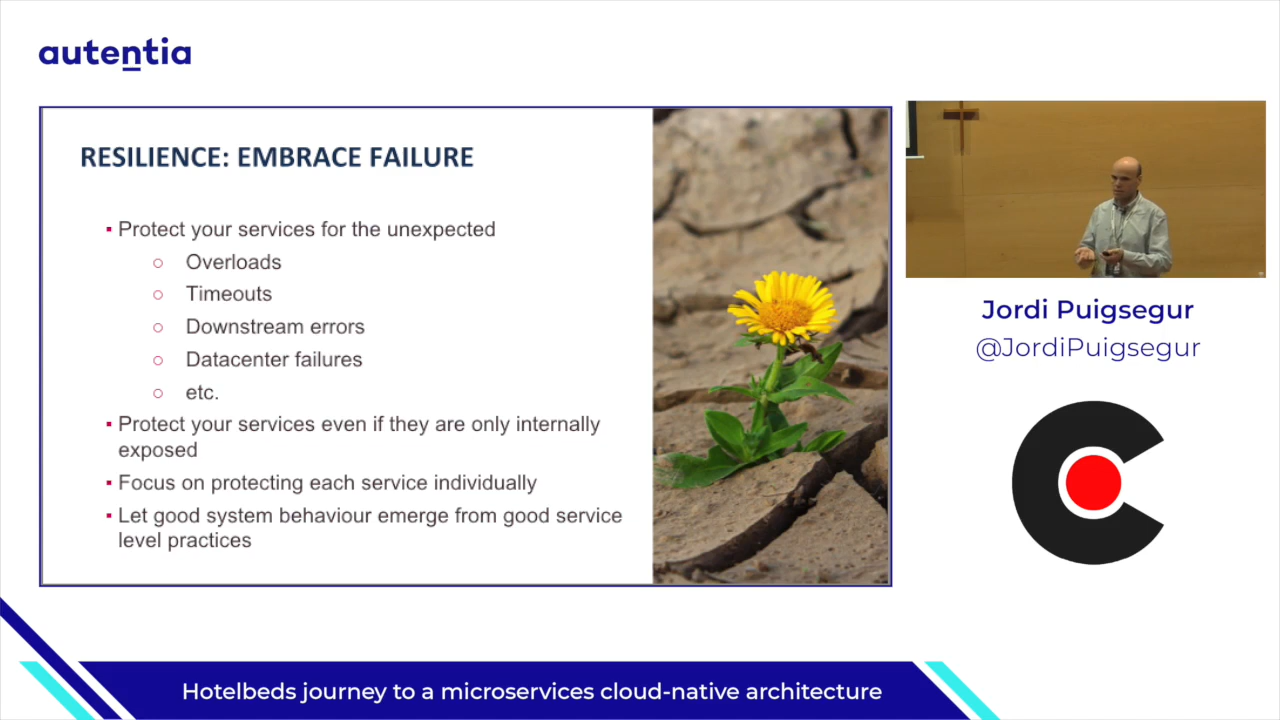 autentia
RESILIENCE: EMBRACE FAILURE
▪ Protect your services for the unexpected
○ Overloads
○ Timeouts
○ Downstream errors
○ Datacenter failures
○ etc.
▪ Protect your services even if they are only internally
exposed
▪ Focus on protecting each service individually
▪ Let good system behaviour emerge from good service
level practices
Jordi Puigsegur
@JordiPuigsegur
Hotelbeds journey to a microservices cloud-native architecture